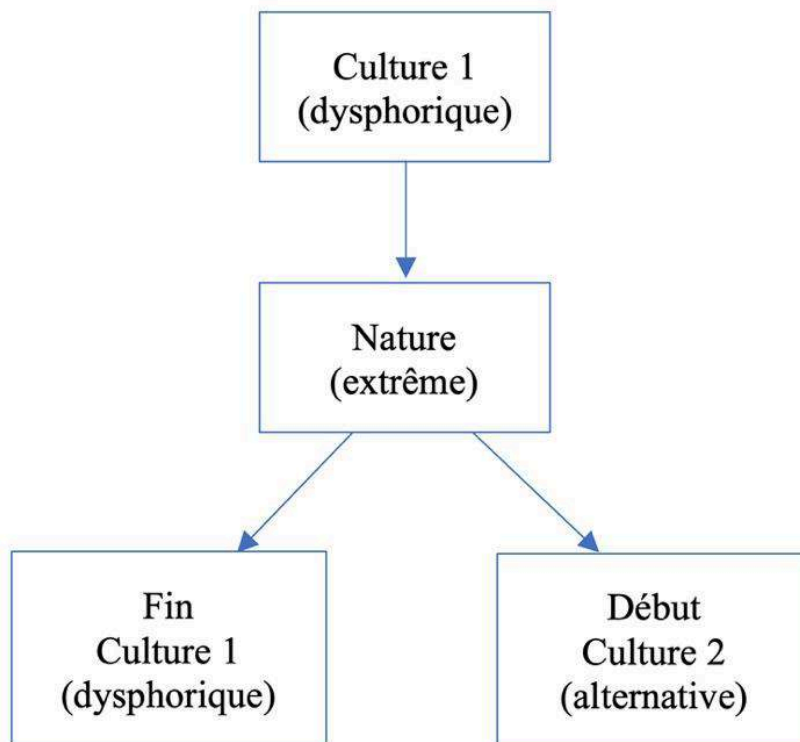 Culture 1
(dysphorique)
Nature
(extrême)
Fin
Culture 1
(dysphorique)
Début
Culture 2
(alternative)